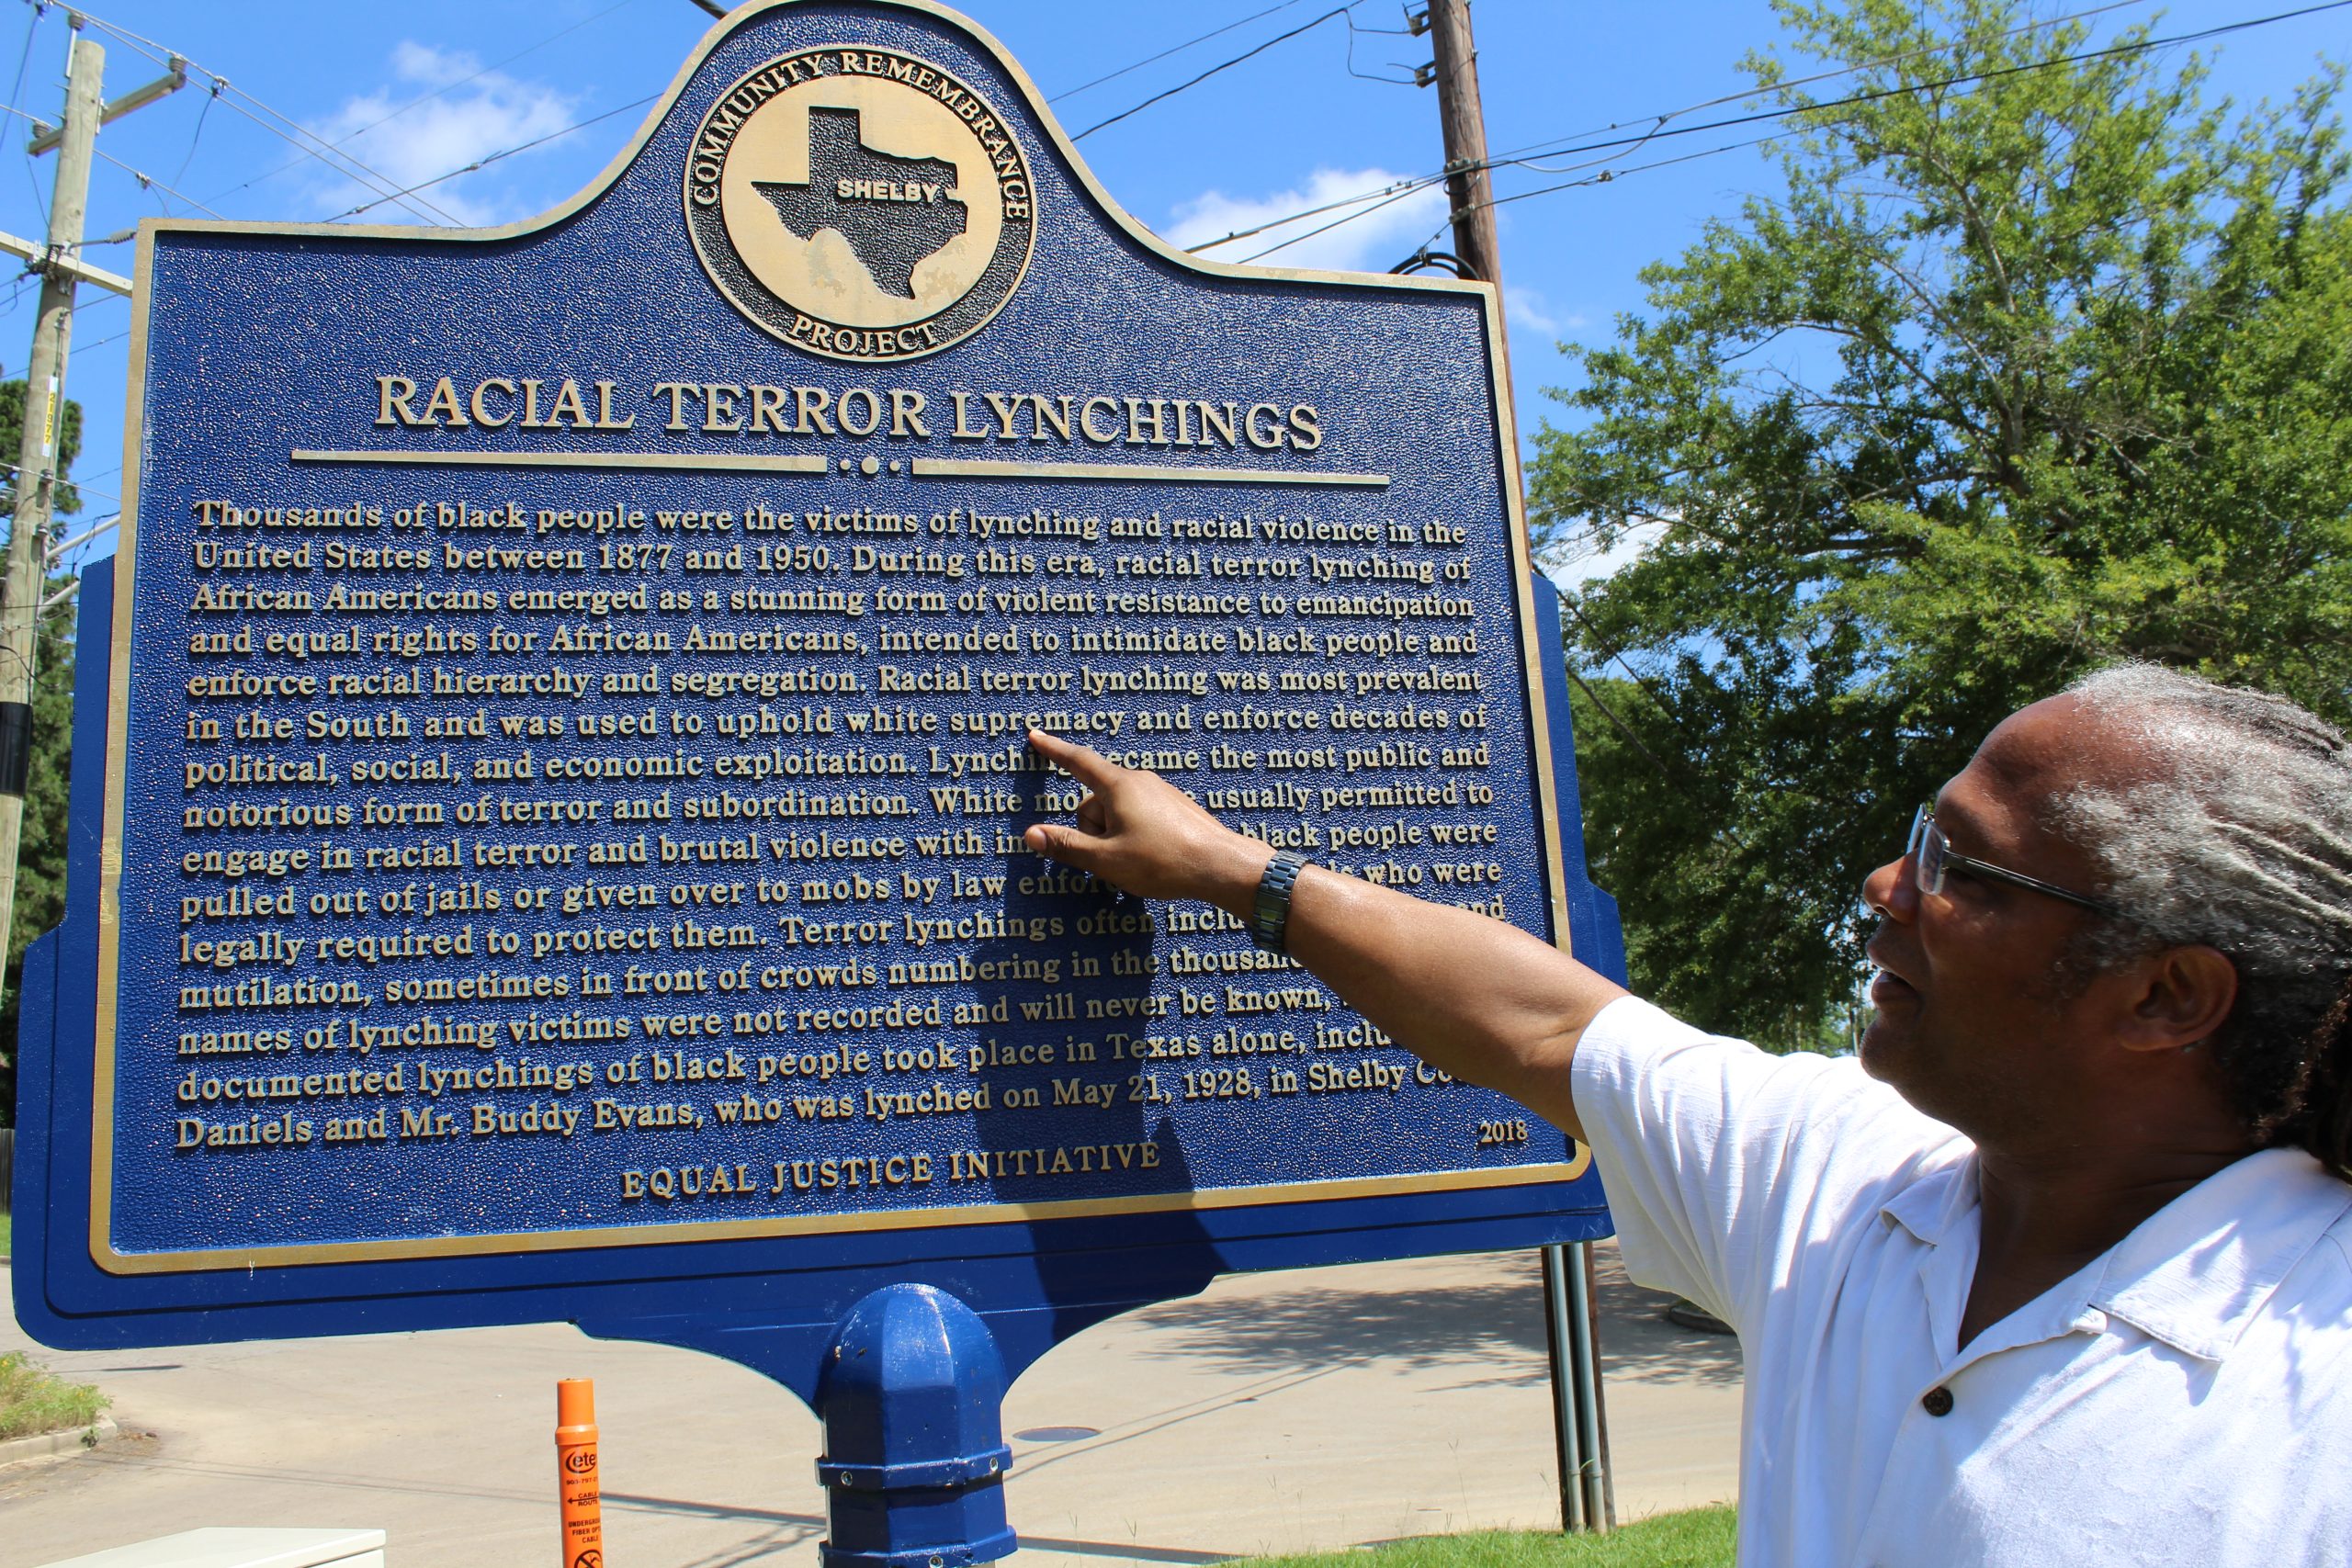 COMMUNITY REMEMBRANCE
SHELBY
PROJECT
RACIAL TERROR LYNCHINGS
Thousands of black people were the victims of lynching and racial violence in the
United States between 1877 and 1950. During this era, racial terror lynching of
African Americans emerged as a stunning form of violent resistance to emancipation
and equal rights for African Americans, intended to intimidate black people and
enforce racial hierarchy and segregation. Racial terror lynching was most prevalent
in the South and was used to uphold white supremacy and enforce decades of
political, social, and economic exploitation. Lynching became the most public and
notorious form of terror and subordination. White usually permitted to
engage in racial terror and brutal violence with black people were
pulled out of jails or given over to mobs by law who were
legally required to protect them. Terror lynchings often and
mutilation, sometimes in front of crowds numbering in the
names of lynching victims were not recorded and will never be known,
documented lynchings of black people took place in Texas alone,
Daniels and Mr. Buddy Evans, who was lynched on May 21, 1928, in Shelby
2018
EQUAL JUSTICE INITIATIVE
21977
ete
CABLE
ROUTE
FIBER
CABLE